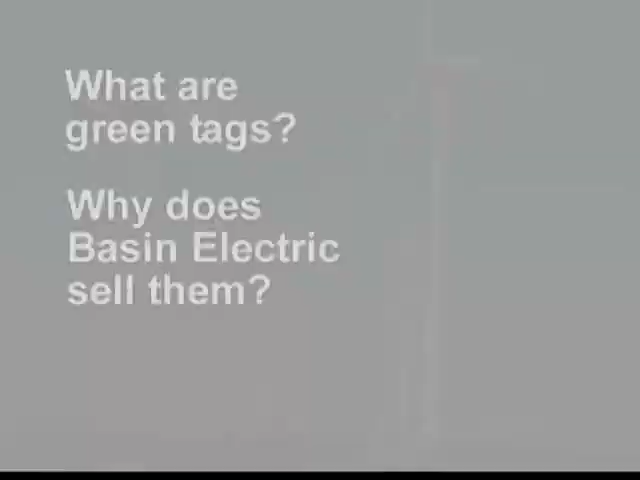 What are
green tags?
Why does
Basin Electric
sell them?